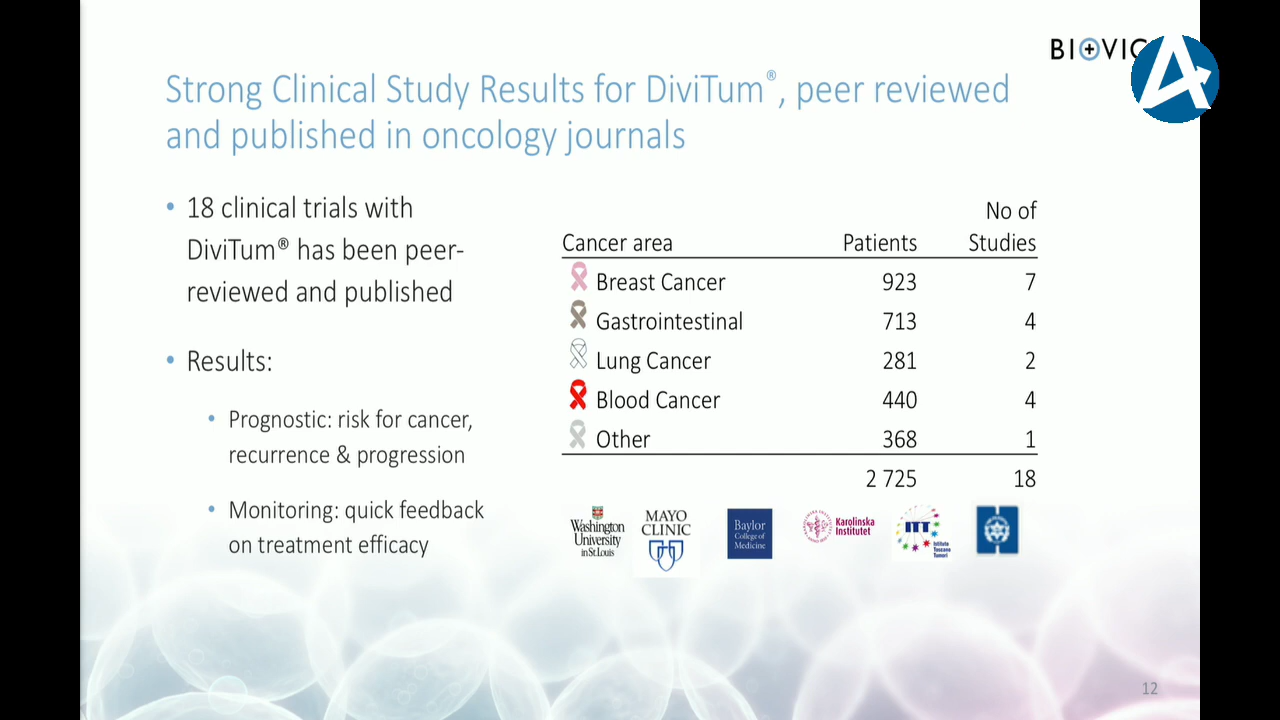 BIOVIC
Strong Clinical Study Results for DiviTum®, peer reviewed
and published in oncology journals
• 18 clinical trials with
DiviTum® has been peer-
reviewed and published
• Results:
• Prognostic: risk for cancer,
recurrence & progression
• Monitoring: quick feedback
on treatment efficacy
No of
Cancer area Patients Studies
Breast Cancer 923 7
Gastrointestinal 713 4
Lung Cancer 281 2
Blood Cancer 440 4
Other 368 1
2 725 18
Washington
University
in St. Louis
MAYO
CLINIC
Baylor
College of
Medicine
Karolinska
Institutet
ITT
Istituto
Toscano
Tumori
12